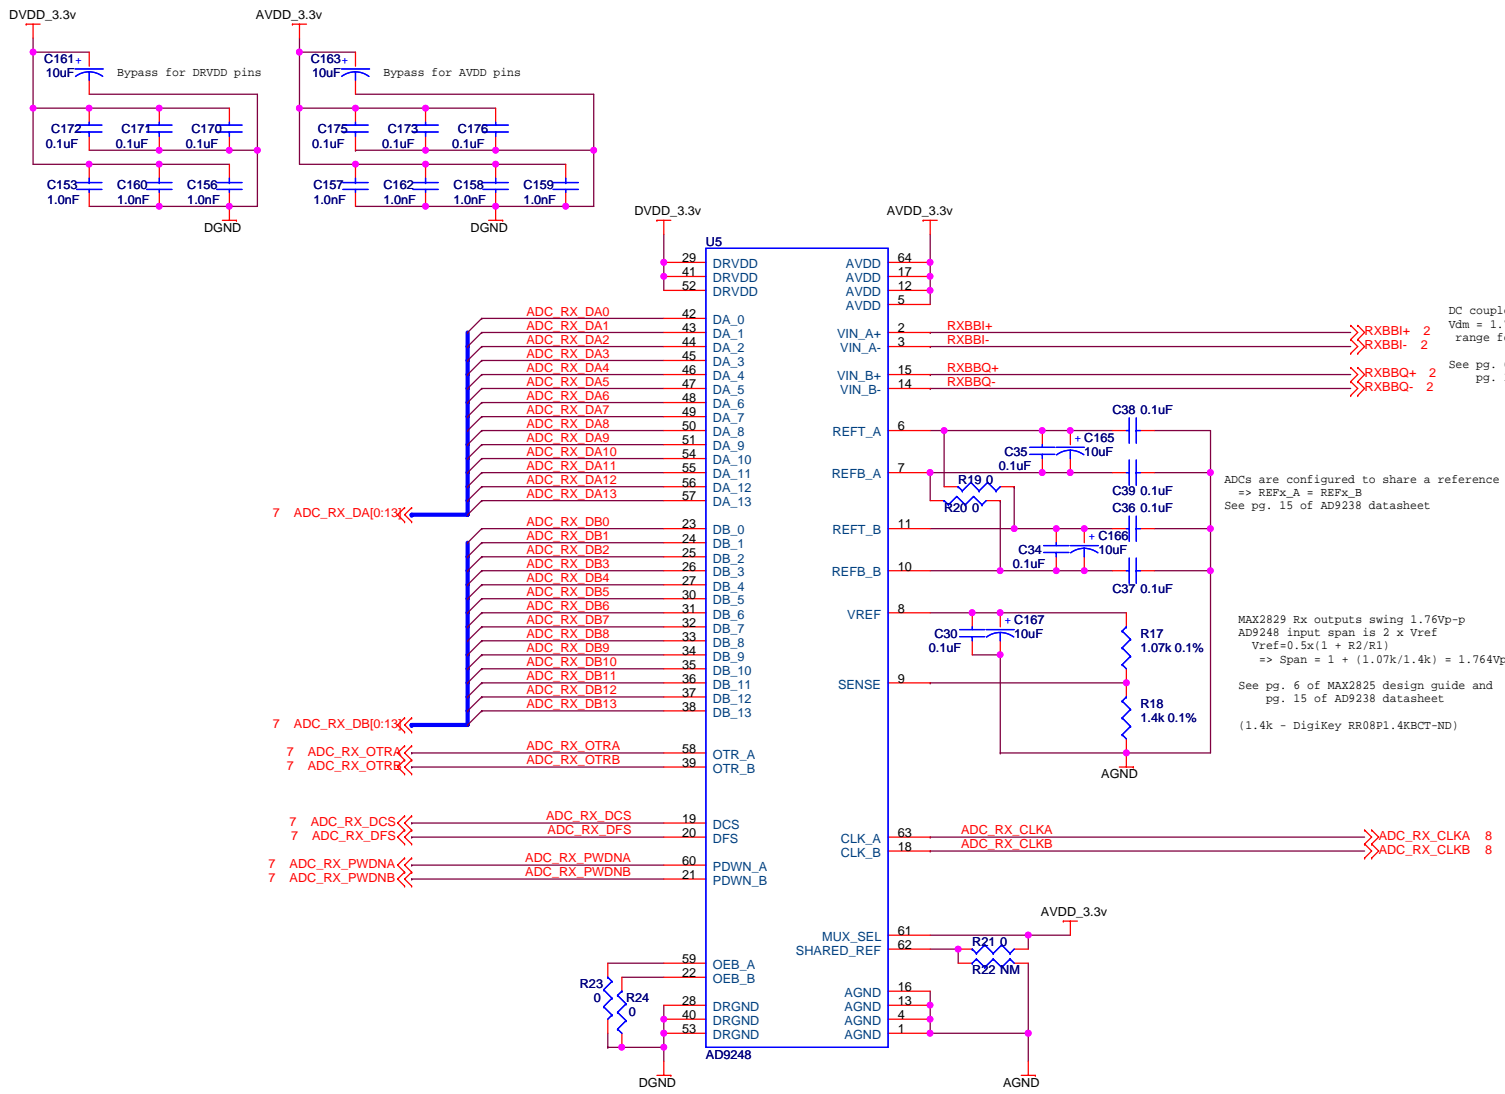 DVDD_3.3v
AVDD_3.3v
C161
+
10uF
Bypass for DRVDD pins
C163
+
10uF
Bypass for AVDD pins
C172
0.1uF
C171
0.1uF
C170
0.1uF
C175
0.1uF
C173
0.1uF
C176
0.1uF
C153
1.0nF
C160
1.0nF
C156
1.0nF
C157
1.0nF
C162
1.0nF
C158
1.0nF
C159
1.0nF
DGND
DGND
DVDD_3.3v
AVDD_3.3v
U5
29 DRVDD
41 DRVDD
52 DRVDD
AVDD 64
AVDD 17
AVDD 12
AVDD 5
ADC_RX_DA0 42 DA_0
ADC_RX_DA1 43 DA_1
ADC_RX_DA2 44 DA_2
ADC_RX_DA3 45 DA_3
ADC_RX_DA4 46 DA_4
ADC_RX_DA5 47 DA_5
ADC_RX_DA6 48 DA_6
ADC_RX_DA7 49 DA_7
ADC_RX_DA8 50 DA_8
ADC_RX_DA9 51 DA_9
ADC_RX_DA10 54 DA_10
ADC_RX_DA11 55 DA_11
ADC_RX_DA12 56 DA_12
ADC_RX_DA13 57 DA_13
7 ADC_RX_DA[0:13]
ADC_RX_DB0 23 DB_0
ADC_RX_DB1 24 DB_1
ADC_RX_DB2 25 DB_2
ADC_RX_DB3 26 DB_3
ADC_RX_DB4 27 DB_4
ADC_RX_DB5 30 DB_5
ADC_RX_DB6 31 DB_6
ADC_RX_DB7 32 DB_7
ADC_RX_DB8 33 DB_8
ADC_RX_DB9 34 DB_9
ADC_RX_DB10 35 DB_10
ADC_RX_DB11 36 DB_11
ADC_RX_DB12 37 DB_12
ADC_RX_DB13 38 DB_13
7 ADC_RX_DB[0:13]
7 ADC_RX_OTRA ADC_RX_OTRA 58 OTR_A
7 ADC_RX_OTRB ADC_RX_OTRB 39 OTR_B
7 ADC_RX_DCS ADC_RX_DCS 19 DCS
7 ADC_RX_DFS ADC_RX_DFS 20 DFS
7 ADC_RX_PWDNA ADC_RX_PWDNA 60 PDWN_A
7 ADC_RX_PWDNB ADC_RX_PWDNB 21 PDWN_B
59 OEB_A
22 OEB_B
R23
0
R24
0
28 DRGND
40 DRGND
53 DRGND
AD9248
DGND
VIN_A+ 2 RXBBI+ RXBBI+ 2
VIN_A- 3 RXBBI- RXBBI- 2
VIN_B+ 15 RXBBQ+ RXBBQ+ 2
VIN_B- 14 RXBBQ- RXBBQ- 2
Vdm = 1.
range
See pg.
pg.
REFT_A 6
C38 0.1uF
C35
0.1uF
+ C165
10uF
REFB_A 7
C39 0.1uF
R19 0
R20 0
ADCs are configured to share a reference
=> REFx_A = REFx_B
See pg. 15 of AD9238 datasheet
C36 0.1uF
REFT_B 11
C34
0.1uF
+ C166
10uF
REFB_B 10
C37 0.1uF
VREF 8
C30
0.1uF
+ C167
10uF
R17
1.07k 0.1%
SENSE 9
R18
1.4k 0.1%
AGND
MAX2829 Rx outputs swing 1.76Vp-p
AD9248 input span is 2 x Vref
Vref=0.5x(1 + R2/R1)
=> Span = 1 + (1.07k/1.4k) = 1.764Vp
See pg. 6 of MAX2825 design guide and
pg. 15 of AD9238 datasheet
(1.4k - DigiKey RR08P1.4KBCT-ND)
CLK_A 63 ADC_RX_CLKA ADC_RX_CLKA 8
CLK_B 18 ADC_RX_CLKB ADC_RX_CLKB 8
AVDD_3.3v
MUX_SEL 61
SHARED_REF 62
R21 0
R22 NM
AGND 16
AGND 13
AGND 4
AGND 1
AGND